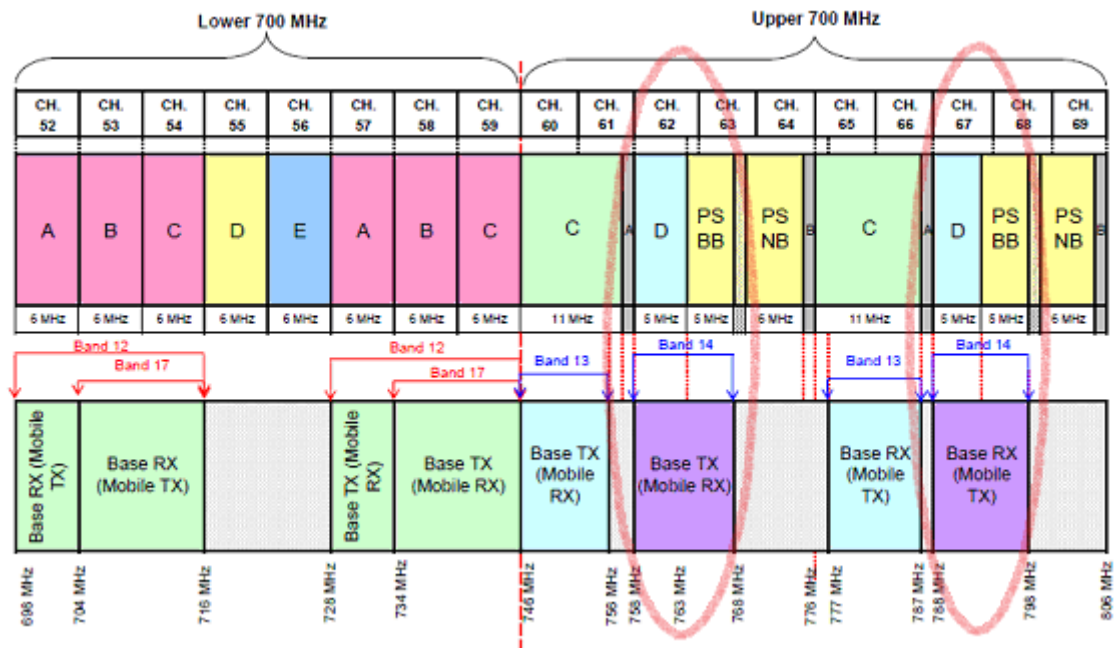 Lower 700 MHz
Upper 700 MHz
CH. 52
CH. 53
CH. 54
CH. 55
CH. 56
CH. 57
CH. 58
CH. 59
CH. 60
CH. 61
CH. 62
CH. 63
CH. 64
CH. 65
CH. 66
CH. 67
CH. 68
CH. 69
A
B
C
D
E
A
B
C
C
A
D
PS
BB
PS
NB
B
C
A
D
PS
BB
PS
NB
B
6 MHz
6 MHz
6 MHz
6 MHz
6 MHz
6 MHz
6 MHz
6 MHz
11 MHz
5 MHz
5 MHz
6 MHz
11 MHz
5 MHz
5 MHz
6 MHz
Band 12
Band 17
Band 12
Band 17
Band 13
Band 14
Band 13
Band 14
Base RX (Mobile
TX)
Base RX
(Mobile TX)
Base TX (Mobile
RX)
Base TX
(Mobile RX)
Base TX
(Mobile
RX)
Base TX
(Mobile RX)
Base RX
(Mobile
TX)
Base RX
(Mobile
TX)
698 MHz
704 MHz
716 MHz
728 MHz
734 MHz
746 MHz
756 MHz
758 MHz
763 MHz
768 MHz
776 MHz
777 MHz
787 MHz
788 MHz
798 MHz
806 MHz